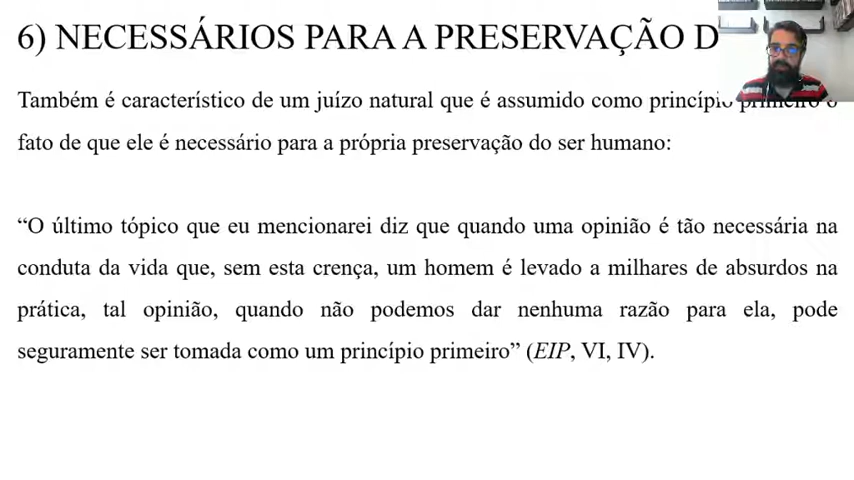 6) NECESSÁRIOS PARA A PRESERVAÇÃO D
Também é característico de um juízo natural que é assumido como princípio primeiro o
fato de que ele é necessário para a própria preservação do ser humano:
“O último tópico que eu mencionarei diz que quando uma opinião é tão necessária na
conduta da vida que, sem esta crença, um homem é levado a milhares de absurdos na
prática, tal opinião, quando não podemos dar nenhuma razão para ela, pode
seguramente ser tomada como um princípio primeiro” (EIP, VI, IV).